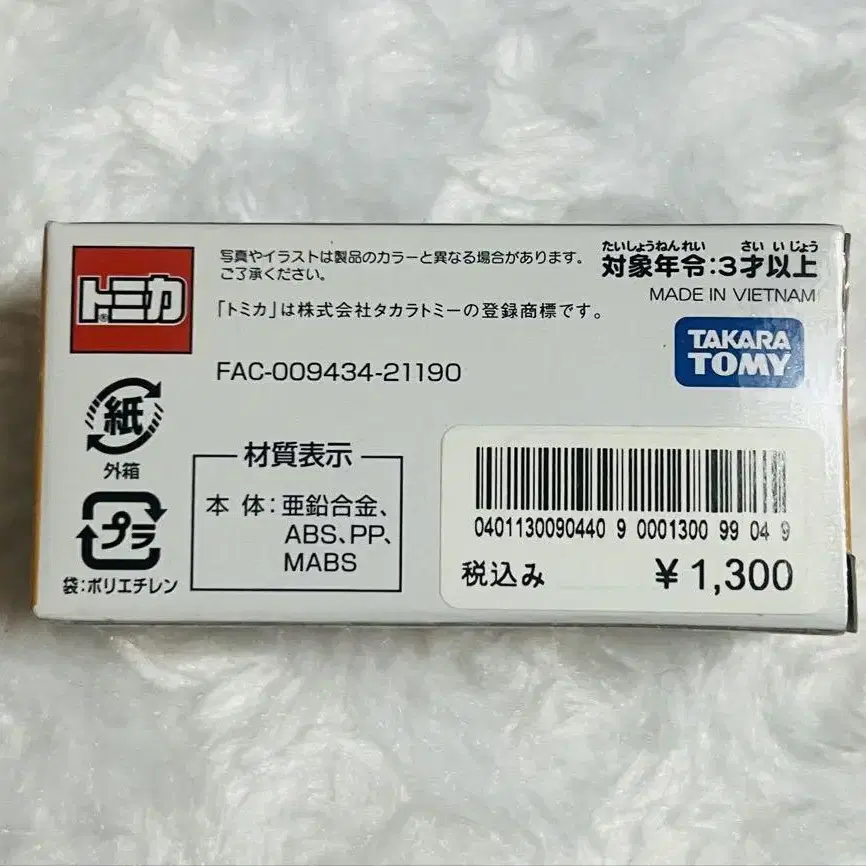 トミカ®
写真やイラストは製品のカラーと異なる場合があります。
ご了承ください。
「トミカ」は株式会社タカラトミーの登録商標です。
FAC-009434-21190
たいしょうねんれい さい いじょう
対象年令:3才以上
MADE IN VIETNAM
TAKARA
TOMY
紙
外箱
プラ
袋:ポリエチレン
材質表示
本 体:亜鉛合金、
ABS、PP、
MABS
0401130090440 9 0001300 99 04 9
税込み ¥1,300